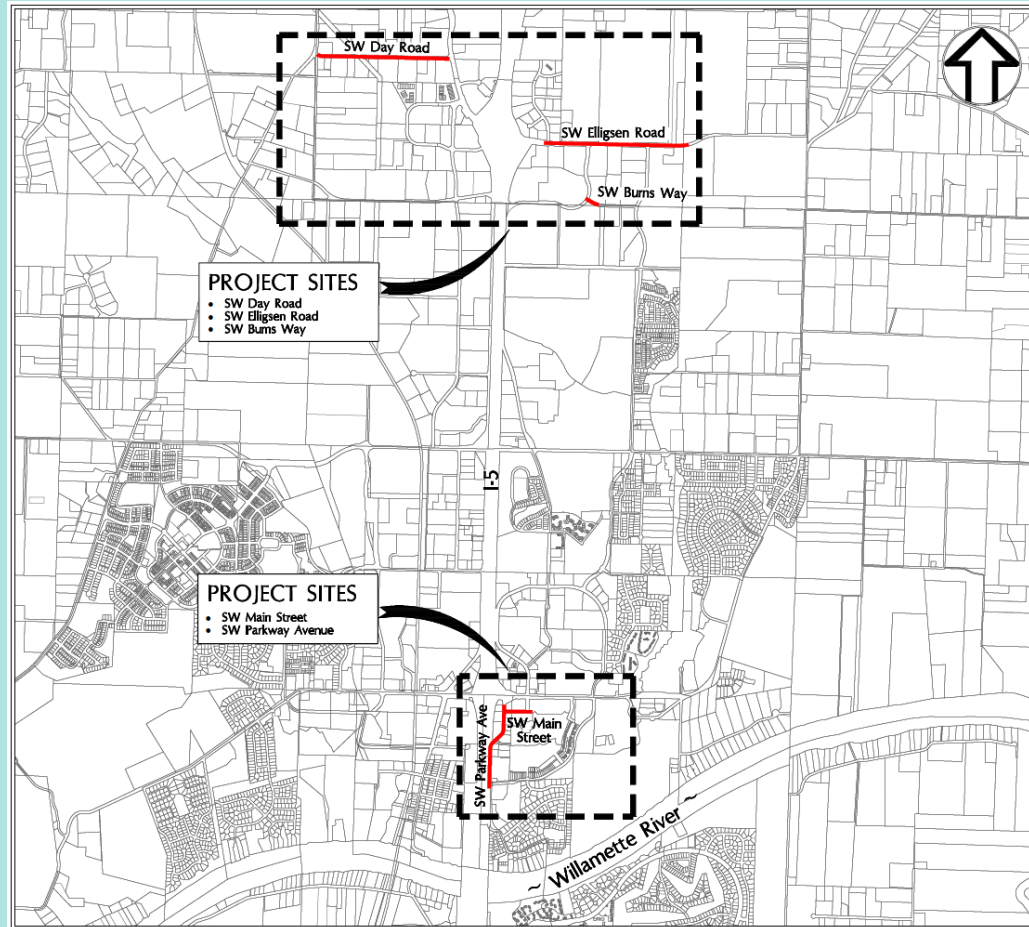 SW Day Road
SW Elligsen Road
SW Burns Way
PROJECT SITES
• SW Day Road
• SW Elligsen Road
• SW Burns Way
I-5
PROJECT SITES
• SW Main Street
• SW Parkway Avenue
SW Parkway Ave
SW Main
Street
~ Willamette River ~